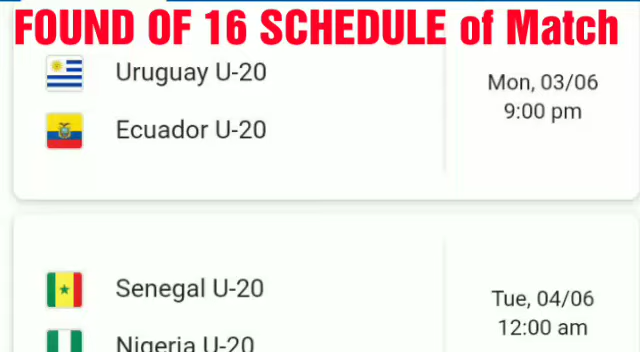 FOUND OF 16 SCHEDULE of Match
Uruguay U-20
Mon, 03/06
9:00 pm
Ecuador U-20
Senegal U-20
Tue, 04/06
12:00 am
Nigeria U-20